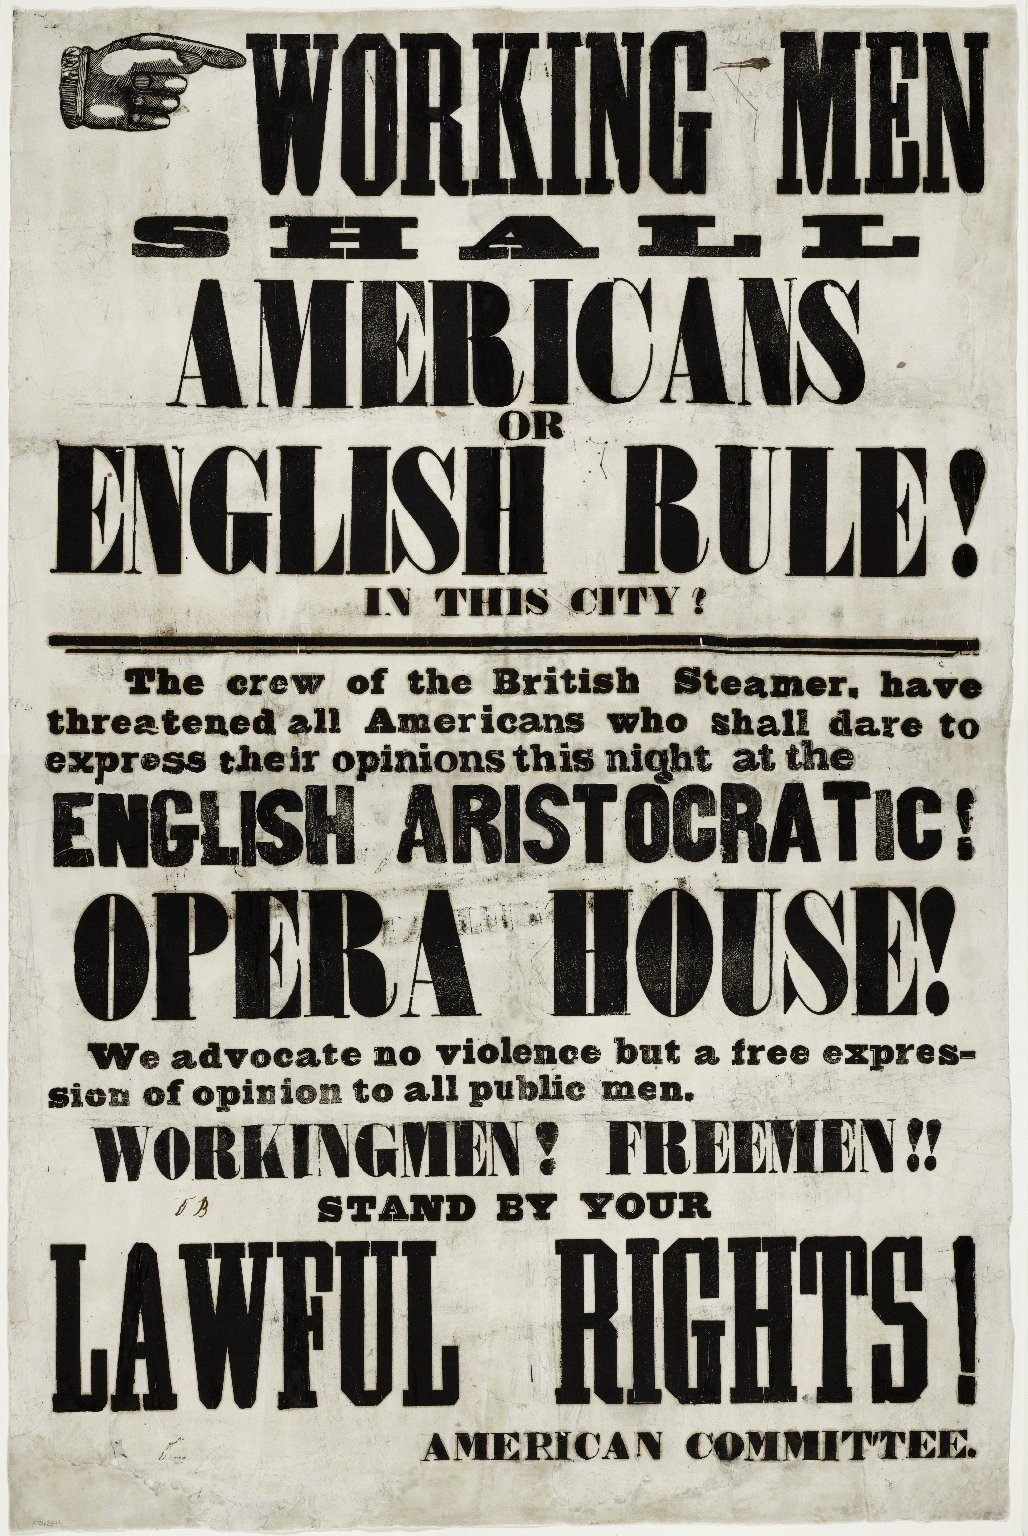 WORKING MEN
SHALL
AMERICANS
OR
ENGLISH RULE!
IN THIS CITY?
The crew of the British Steamer, have
threatened all Americans who shall dare to
express their opinions this night at the
ENGLISH ARISTOCRATIC!
OPERA HOUSE!
We advocate no violence but a free expres-
sion of opinion to all public men.
WORKINGMEN! FREEMEN!!
STAND BY YOUR
LAWFUL RIGHTS!
AMERICAN COMMITTEE.